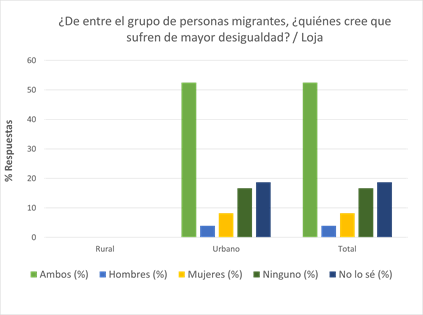 ¿De entre el grupo de personas migrantes, ¿quiénes cree que
sufren de mayor desigualdad? / Loja
% Respuestas
60
50
40
30
20
10
0
Rural Urbano Total
Ambos (%) Hombres (%) Mujeres (%) Ninguno (%) No lo sé (%)